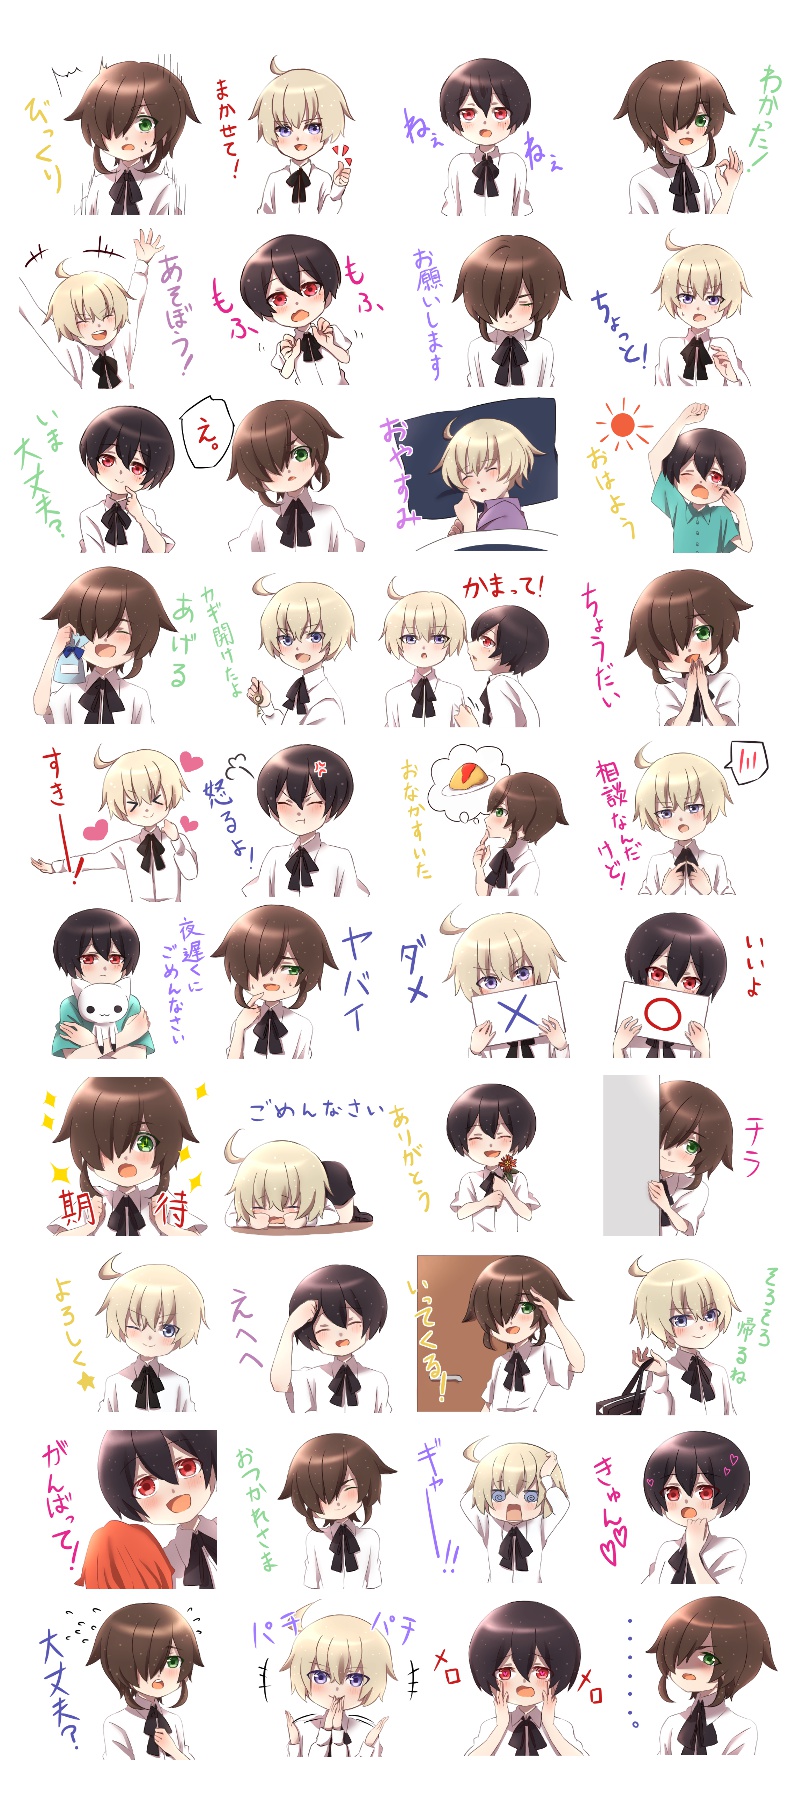 びっくり
まかせて!
ねぇ
ねぇ
わかった!
あそぼう!
もふ、
もふ、
お願いします
ちょっと!
いま
大丈夫?
え。
おやすみ
おはよう
あげる
カギ開けたよ
かまって!
ちょうだい
すきー!
怒るよ!
おなかすいた
相談なんだ
けど!
夜遅くに
ごめんなさい
ヤバイ
ダメ
×
○
いいよ
期待
ごめんなさい
ありがとう
チラ
よろしく★
えへへ
いってくる!
そろそろ
帰るね
がんばって!
おつかれさま
ギャー!!
きゅん♡♡
大丈夫?
パチ
パチ
メロ
メロ
・・・・・・・。